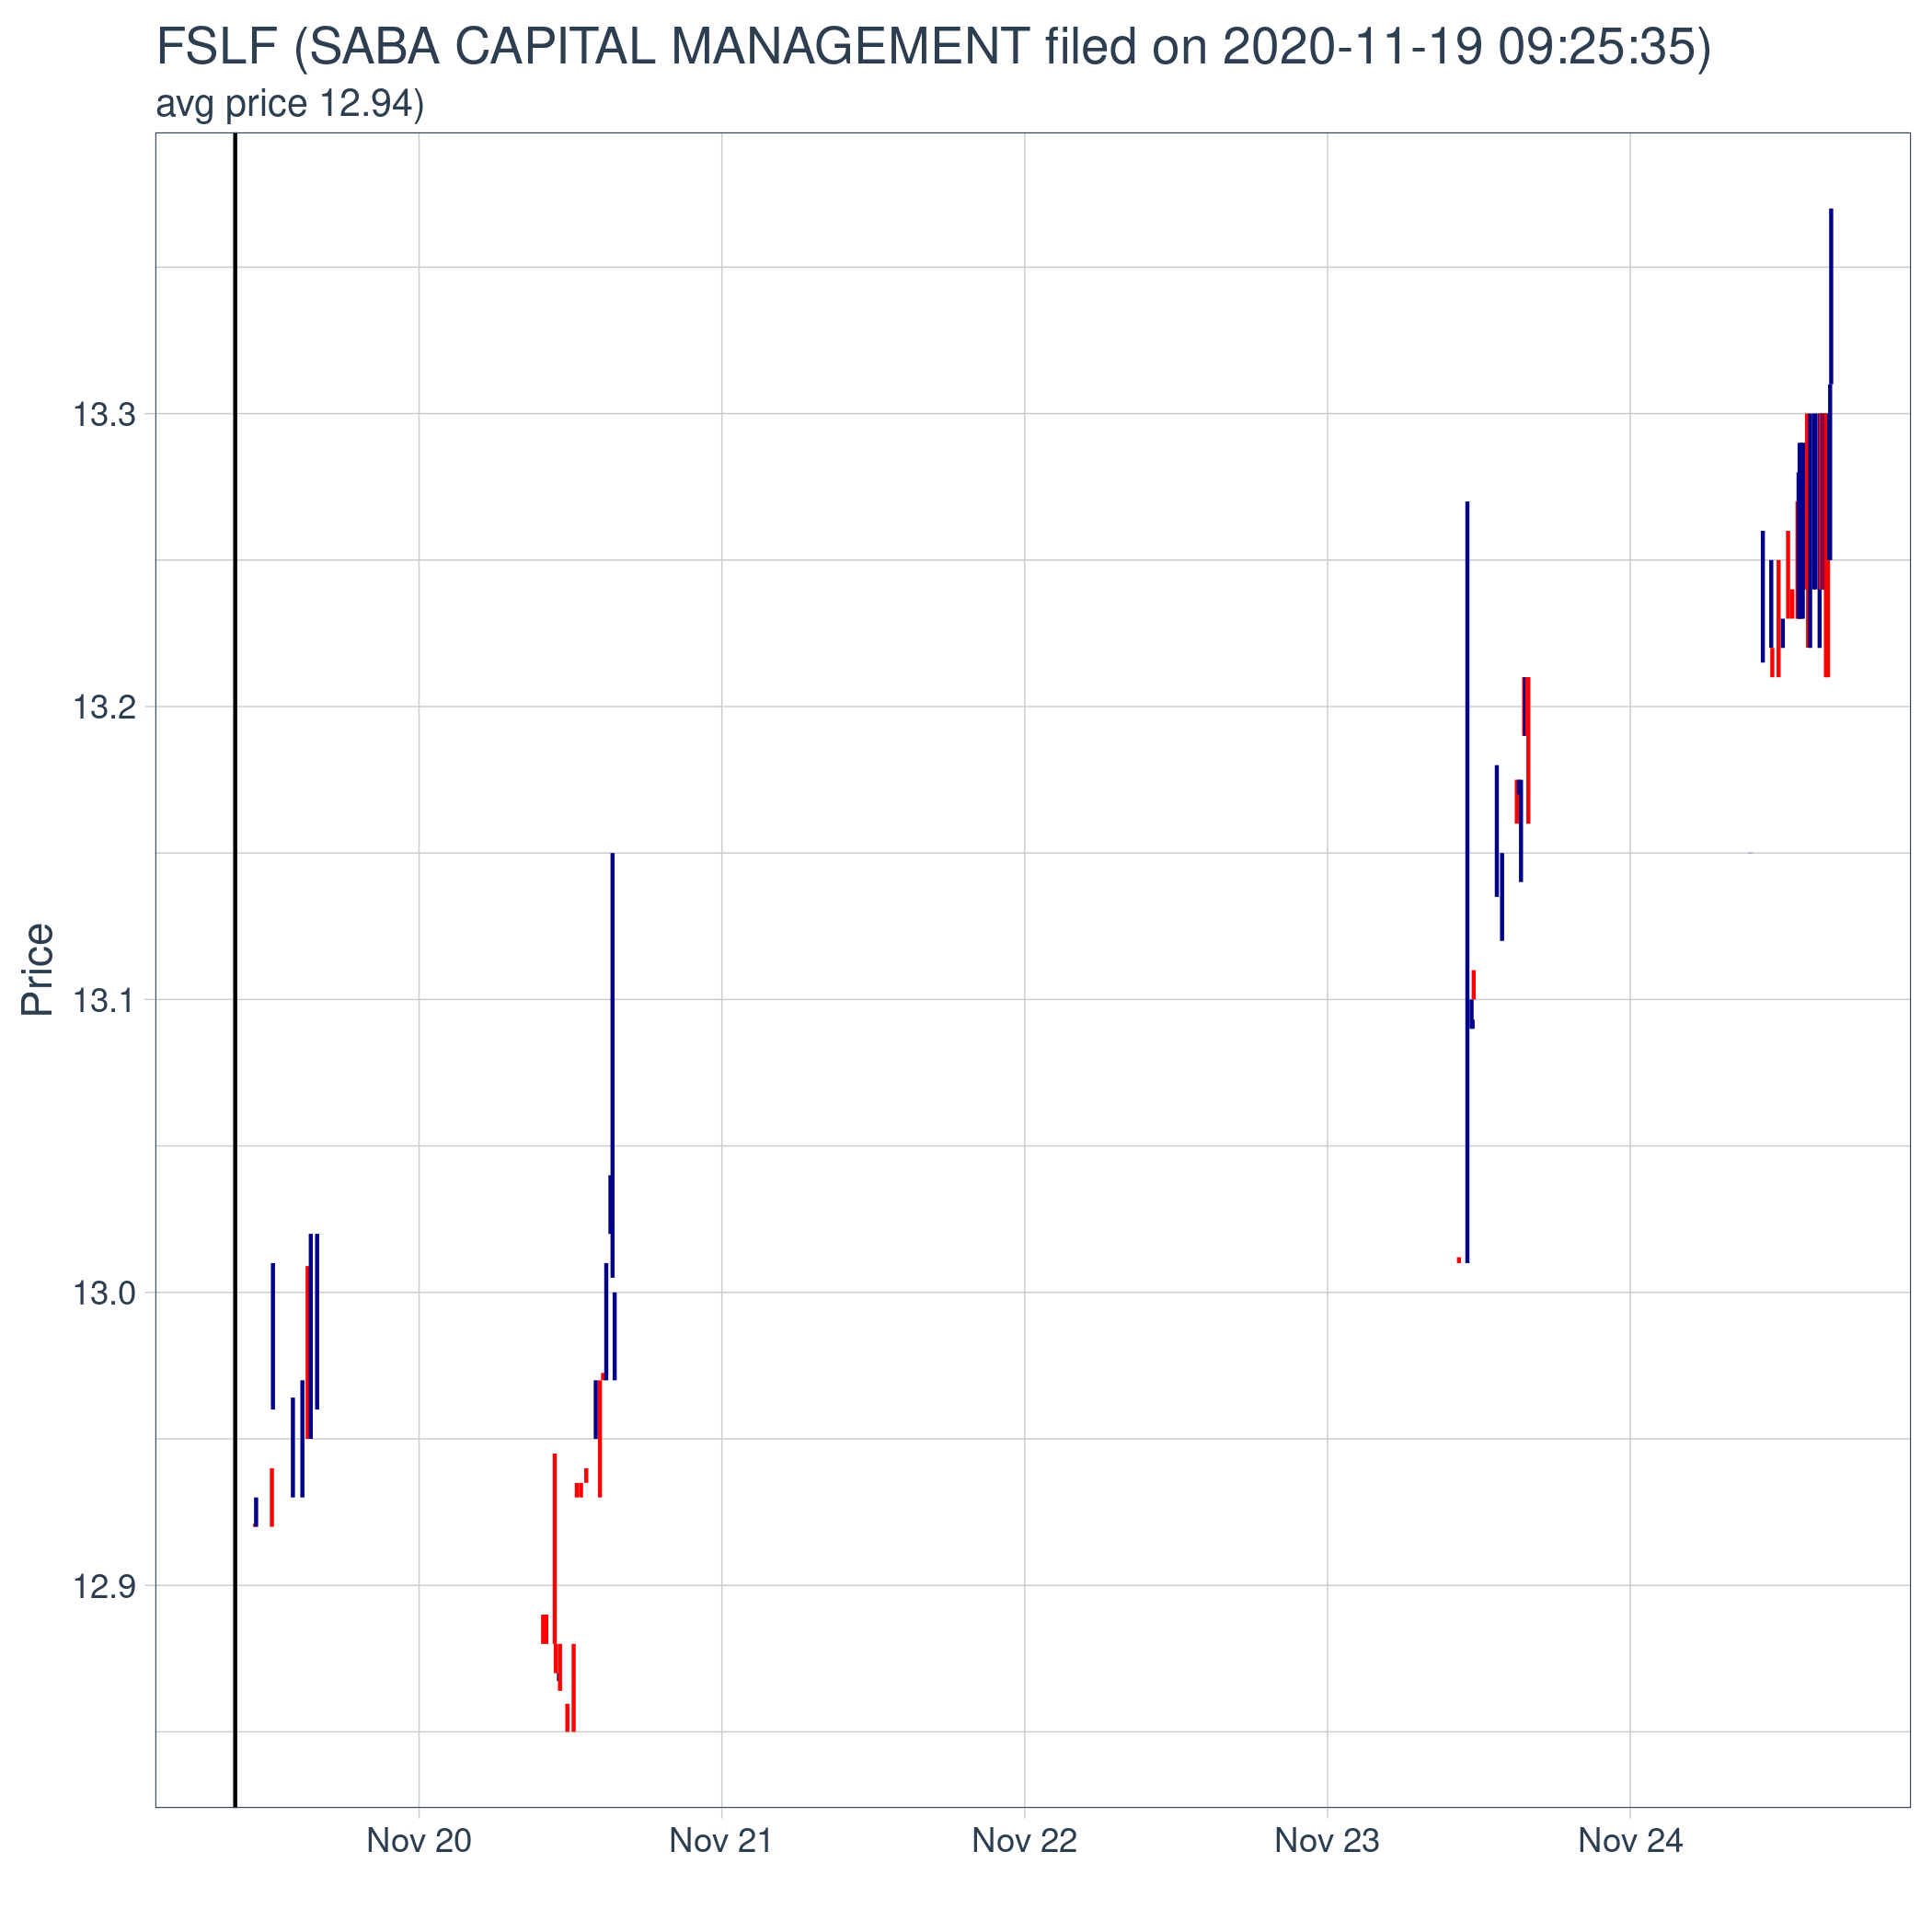 FSLF (SABA CAPITAL MANAGEMENT filed on 2020-11-19 09:25:35)
avg price 12.94)
Price
13.3
13.2
13.1
13.0
12.9
Nov 20
Nov 21
Nov 22
Nov 23
Nov 24